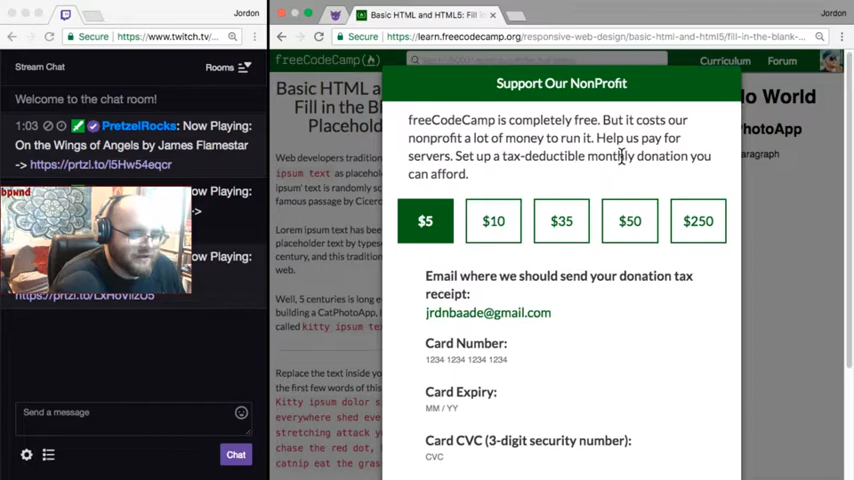 Jordon
Secure
https://www.twitch.tv/...
Stream Chat
Rooms
Welcome to the chat room!
1:03 PretzelRocks: Now Playing:
On the Wings of Angels by James Flamestar
-> https://prtzl.to/l5Hw54eqcr
bpwnd
Now Playing:
->
Now Playing:
Send a message
Chat
Basic HTML and HTML5: Fill in
Jordon
Secure
https://learn.freecodecamp.org/responsive-web-design/basic-html-and-html5/fill-in-the-blank-...
freeCodeCamp
Curriculum
Forum
Basic HTML a
Fill in the Bl
Placehold
Web developers tradition
ipsum text as placehol
ipsum' text is randomly s
famous passage by Cicero
Lorem ipsum text has been
placeholder text by typese
century, and this tradition
web.
Well, 5 centuries is long e
building a CatPhotoApp,
called kitty ipsum te
Replace the text inside y
the first few words of this
Kitty ipsum dolor s
everywhere shed eve
stretching attack y
chase the red dot,
catnip eat the gras
Support Our NonProfit
freeCodeCamp is completely free. But it costs our
nonprofit a lot of money to run it. Help us pay for
servers. Set up a tax-deductible monthly donation you
can afford.
$5
$10
$35
$50
$250
Email where we should send your donation tax
receipt:
jrdnbaade@gmail.com
Card Number:
1234 1234 1234 1234
Card Expiry:
MM / YY
Card CVC (3-digit security number):
CVC
lo World
PhotoApp
aragraph